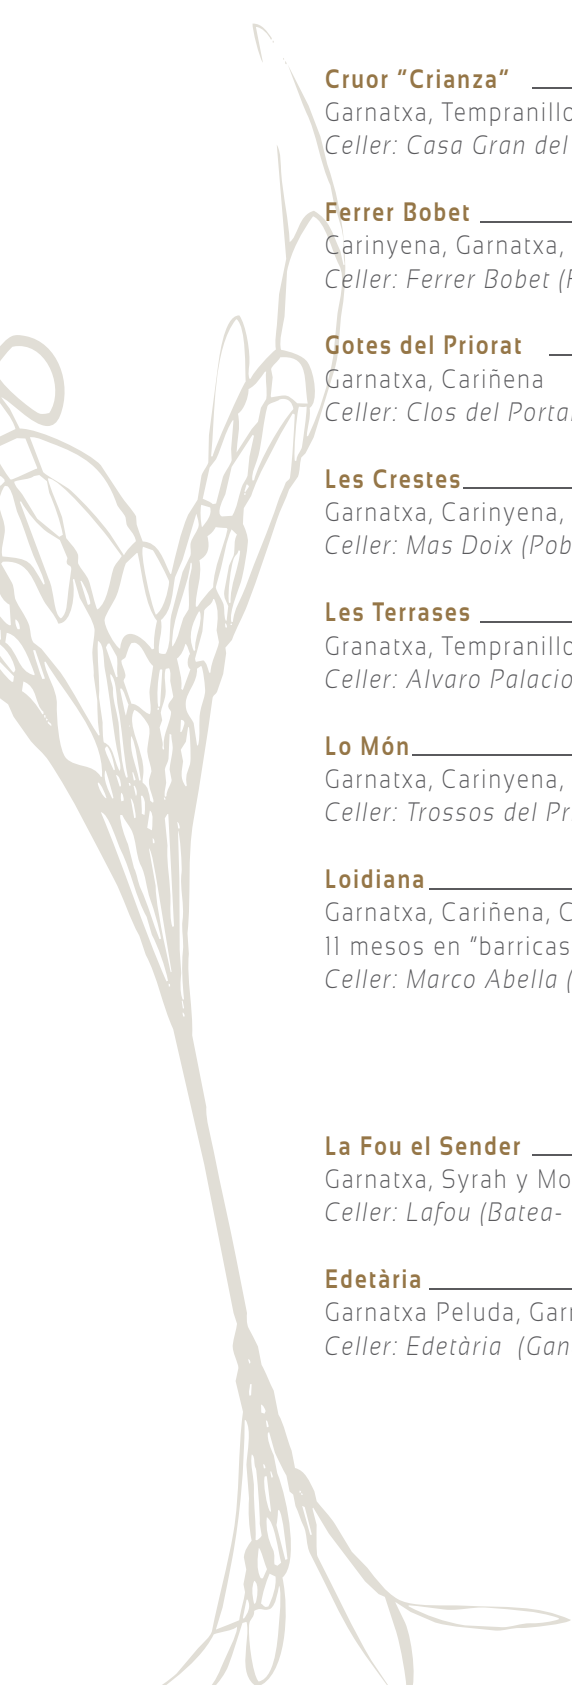 Cruor “Crianza”
Garnatxa, Tempranillo
Celler: Casa Gran del
Ferrer Bobet
Carinyena, Garnatxa,
Celler: Ferrer Bobet (
Gotes del Priorat
Garnatxa, Cariñena
Celler: Clos del Portal
Les Crestes
Garnatxa, Carinyena,
Celler: Mas Doix (Pob
Les Terrases
Granatxa, Tempranillo
Celler: Alvaro Palacio
Lo Món
Garnatxa, Carinyena,
Celler: Trossos del Pr
Loidiana
Garnatxa, Cariñena, C
11 mesos en “barricas
Celler: Marco Abella (
La Fou el Sender
Garnatxa, Syrah y Mo
Celler: Lafou (Batea-
Edetària
Garnatxa Peluda, Garn
Celler: Edetària (Gan